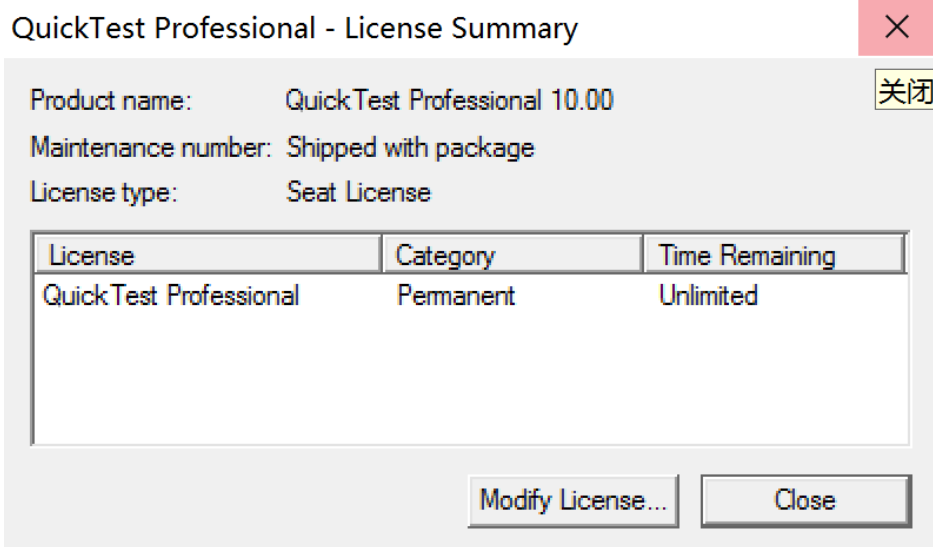 QuickTest Professional - License Summary
关闭
Product name: QuickTest Professional 10.00
Maintenance number: Shipped with package
License type: Seat License
License Category Time Remaining
QuickTest Professional Permanent Unlimited
Modify License... Close